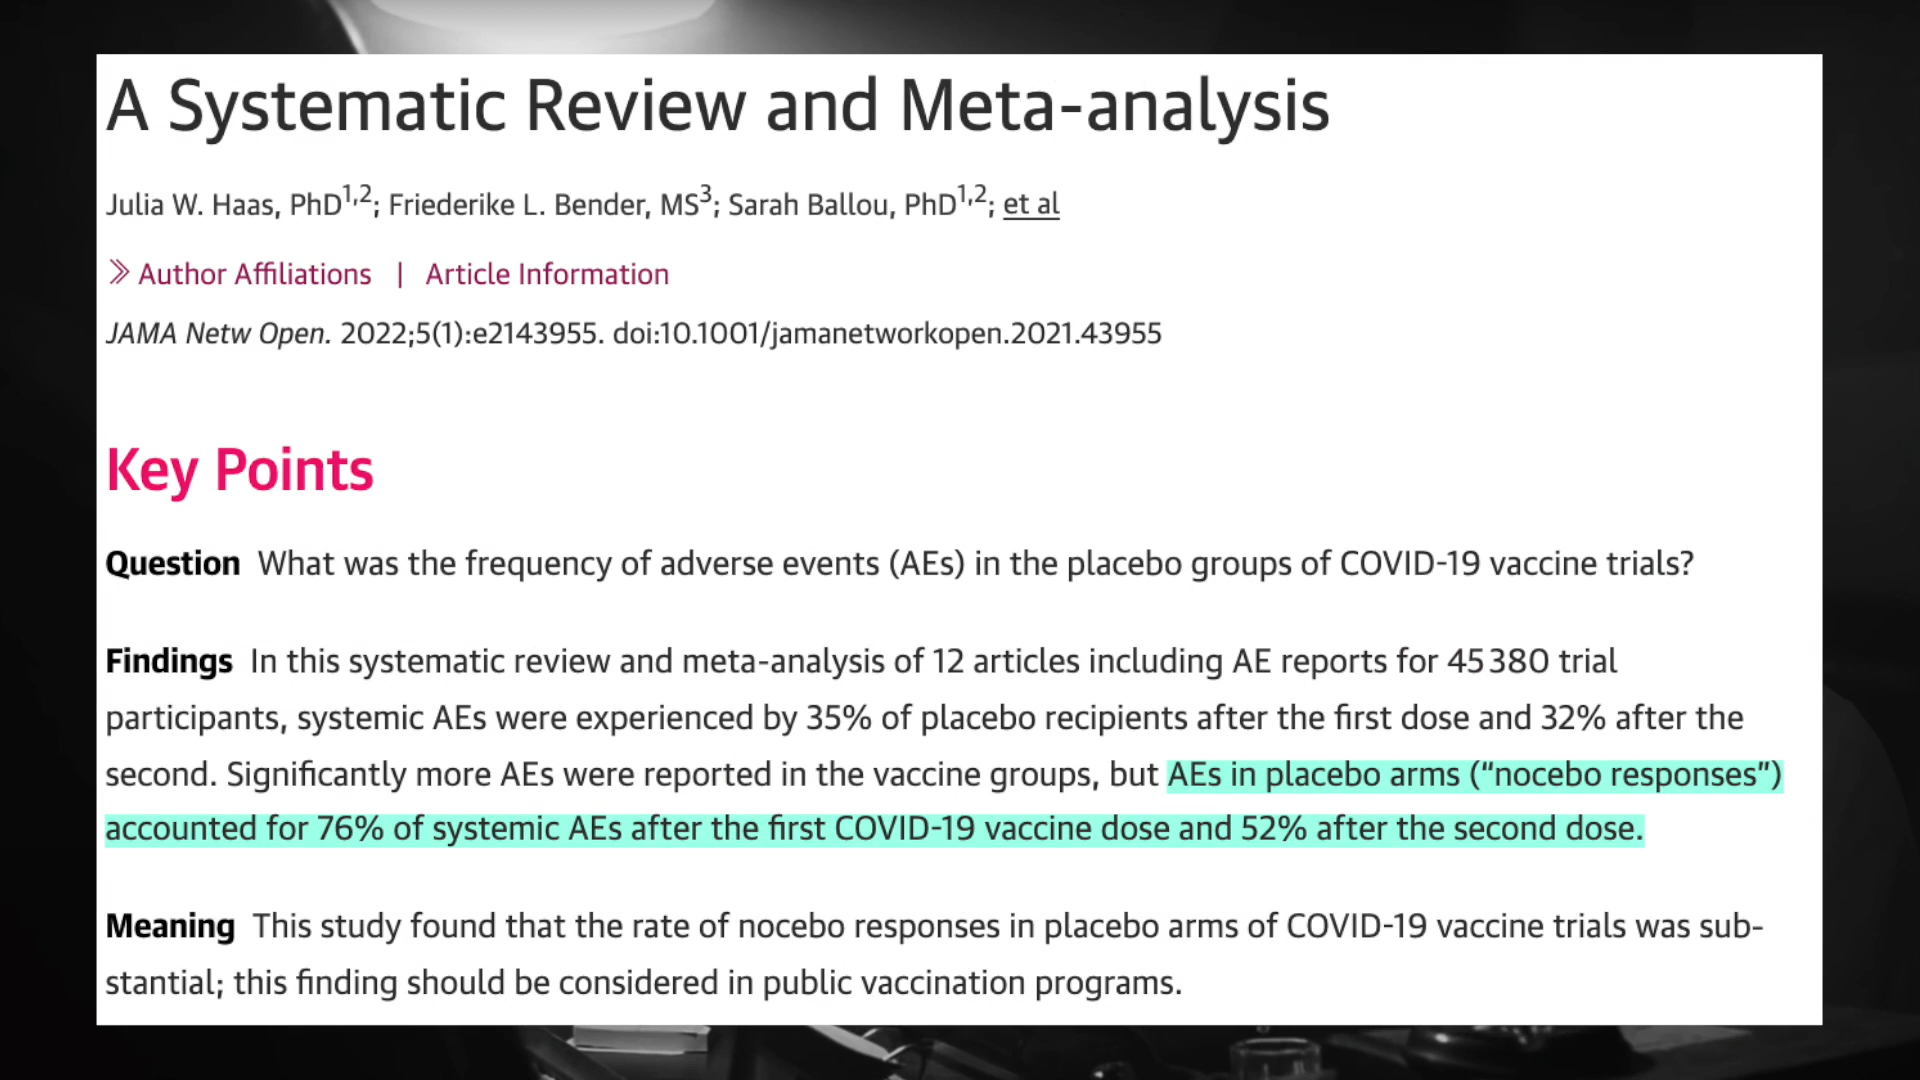 A Systematic Review and Meta-analysis
Julia W. Haas, PhD1,2; Friederike L. Bender, MS3; Sarah Ballou, PhD1,2; et al
Author Affiliations | Article Information
JAMA Netw Open. 2022;5(1):e2143955. doi:10.1001/jamanetworkopen.2021.43955
Key Points
Question What was the frequency of adverse events (AEs) in the placebo groups of COVID-19 vaccine trials?
Findings In this systematic review and meta-analysis of 12 articles including AE reports for 45 380 trial
participants, systemic AEs were experienced by 35% of placebo recipients after the first dose and 32% after the
second. Significantly more AEs were reported in the vaccine groups, but AEs in placebo arms (“nocebo responses”)
accounted for 76% of systemic AEs after the first COVID-19 vaccine dose and 52% after the second dose.
Meaning This study found that the rate of nocebo responses in placebo arms of COVID-19 vaccine trials was sub-
stantial; this finding should be considered in public vaccination programs.